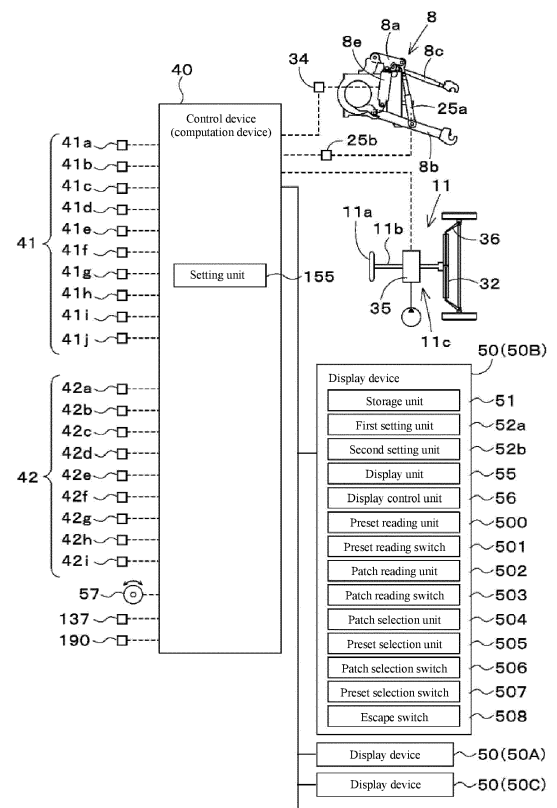 8
8a
8e
8c
34
40
25a
Control device
(computation device)
25b
8b
41a
41b
41c
41d
41e
41f
41g
41h
41i
41j
41
11
11a
11b
36
Setting unit
155
35
32
11c
50(50B)
42a
42b
42c
42d
42e
42f
42g
42h
42i
42
57
137
190
Display device
Storage unit 51
First setting unit 52a
Second setting unit 52b
Display unit 55
Display control unit 56
Preset reading unit 500
Preset reading switch 501
Patch reading unit 502
Patch reading switch 503
Patch selection unit 504
Preset selection unit 505
Patch selection switch 506
Preset selection switch 507
Escape switch 508
Display device 50(50A)
Display device 50(50C)